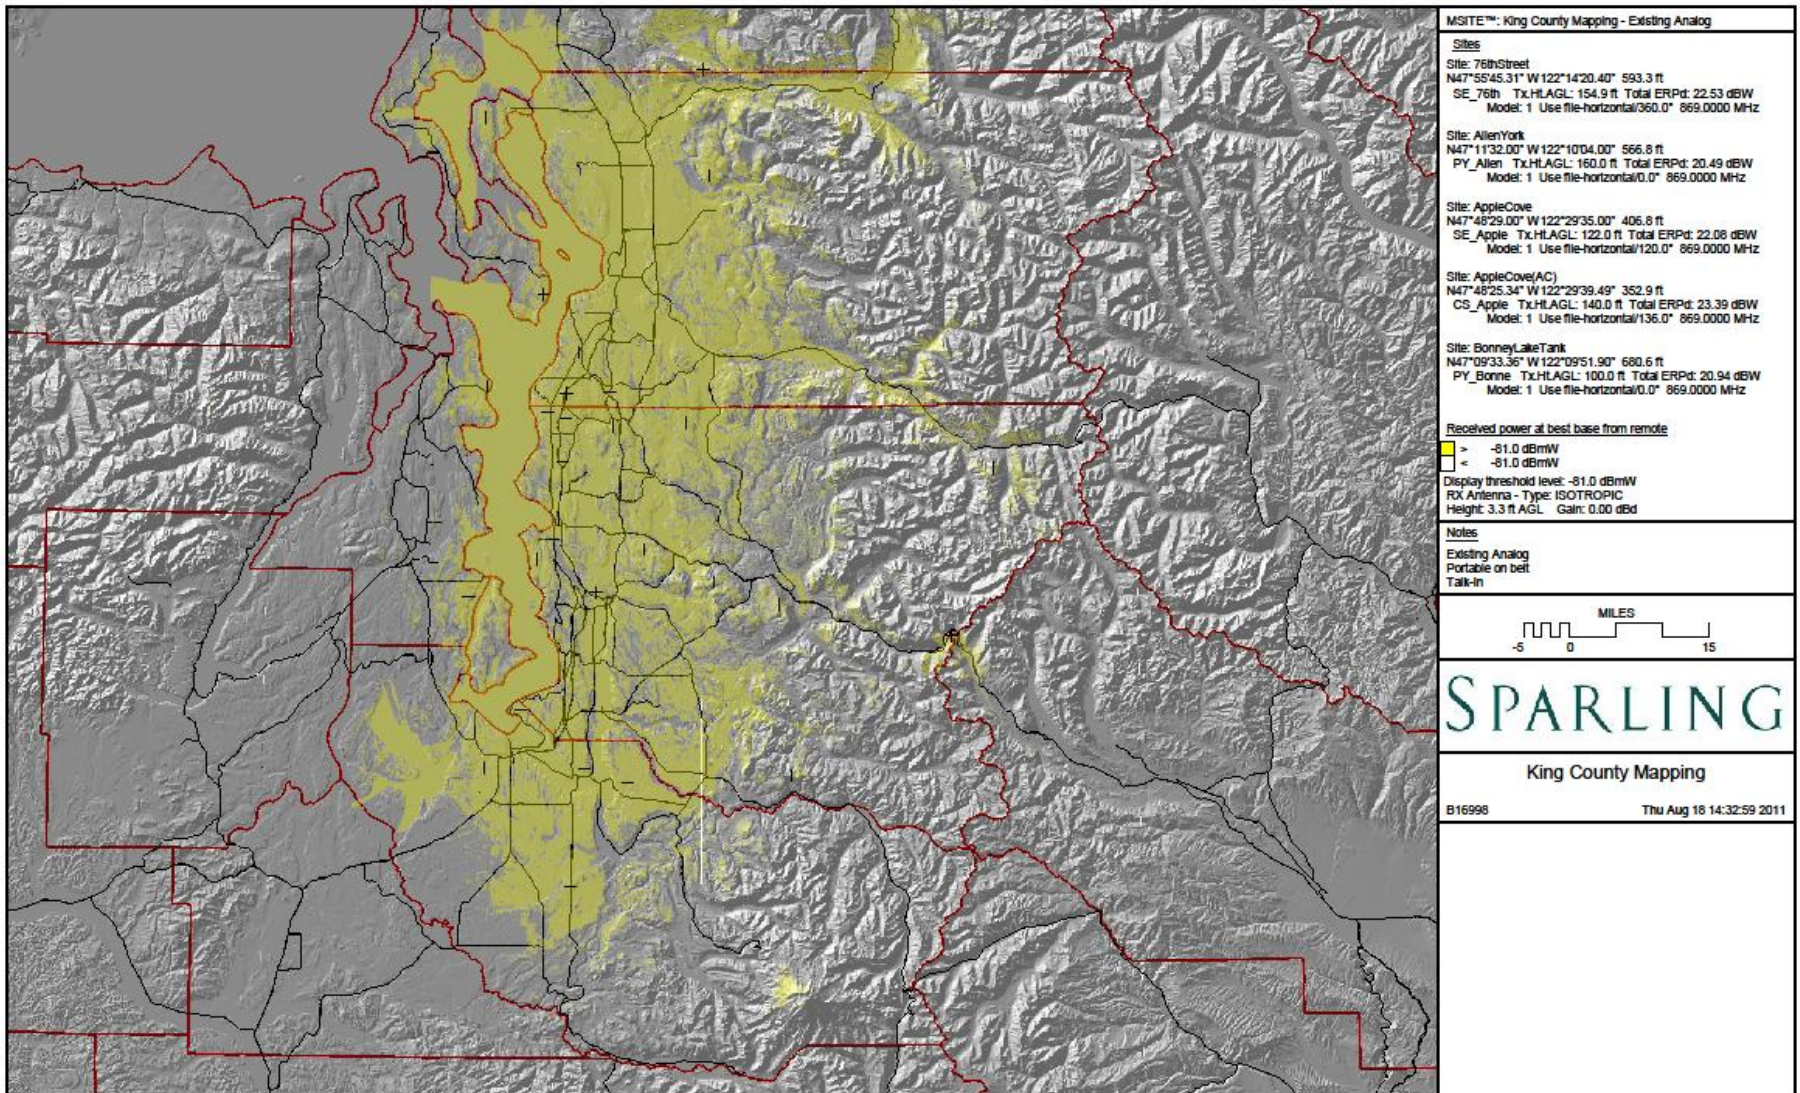 MSITE™: King County Mapping - Existing Analog
Sites
Site: 76thStreet
N47°55'45.31" W122°14'20.40" 593.3 ft
SE_76th Tx.Ht.AGL: 154.9 ft Total ERPd: 22.53 dBW
Model: 1 Use file-horizontal/360.0° 869.0000 MHz
Site: AllenYork
N47°11'32.00" W122°10'04.00" 566.8 ft
PY_Allen Tx.Ht.AGL: 160.0 ft Total ERPd: 20.49 dBW
Model: 1 Use file-horizontal/0.0° 869.0000 MHz
Site: AppleCove
N47°48'29.00" W122°29'35.00" 406.8 ft
SE_Apple Tx.Ht.AGL: 122.0 ft Total ERPd: 22.08 dBW
Model: 1 Use file-horizontal/120.0° 869.0000 MHz
Site: AppleCove(AC)
N47°48'25.34" W122°29'39.49" 352.9 ft
CS_Apple Tx.Ht.AGL: 140.0 ft Total ERPd: 23.39 dBW
Model: 1 Use file-horizontal/136.0° 869.0000 MHz
Site: BonneyLakeTank
N47°09'33.36" W122°09'51.90" 680.6 ft
PY_Bonne Tx.Ht.AGL: 100.0 ft Total ERPd: 20.94 dBW
Model: 1 Use file-horizontal/0.0° 869.0000 MHz
Received power at best base from remote
> -81.0 dBmW
< -81.0 dBmW
Display threshold level: -81.0 dBmW
RX Antenna - Type: ISOTROPIC
Height: 3.3 ft AGL Gain: 0.00 dBd
Notes
Existing Analog
Portable on belt
Talk-in
MILES
-5 0 15
SPARLING
King County Mapping
B16998 Thu Aug 18 14:32:59 2011